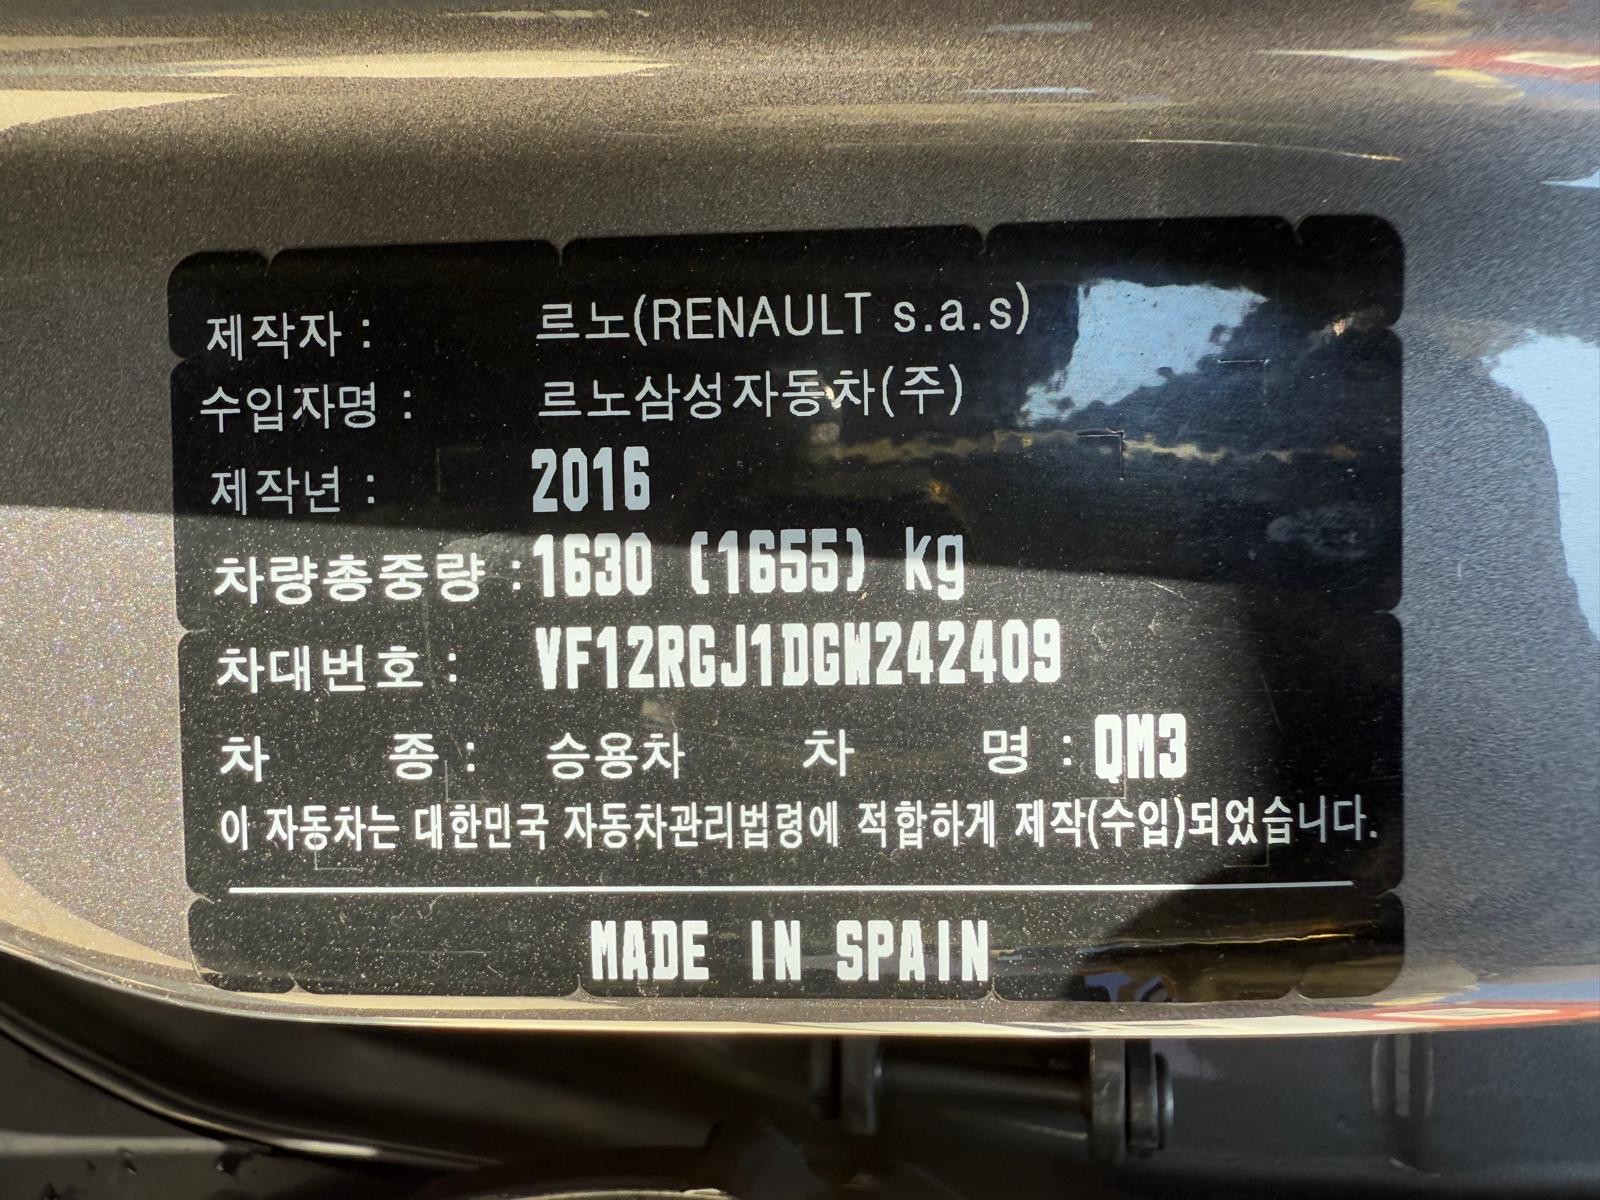 제작자 : 르노(RENAULT s.a.s)
수입자명 : 르노삼성자동차(주)
제작년 : 2016
차량총중량 : 1630 (1655) kg
차대번호 : VF12RGJ1DGW242409
차 종 : 승용차 차 명 : QM3
이 자동차는 대한민국 자동차관리법령에 적합하게 제작(수입)되었습니다.
MADE IN SPAIN